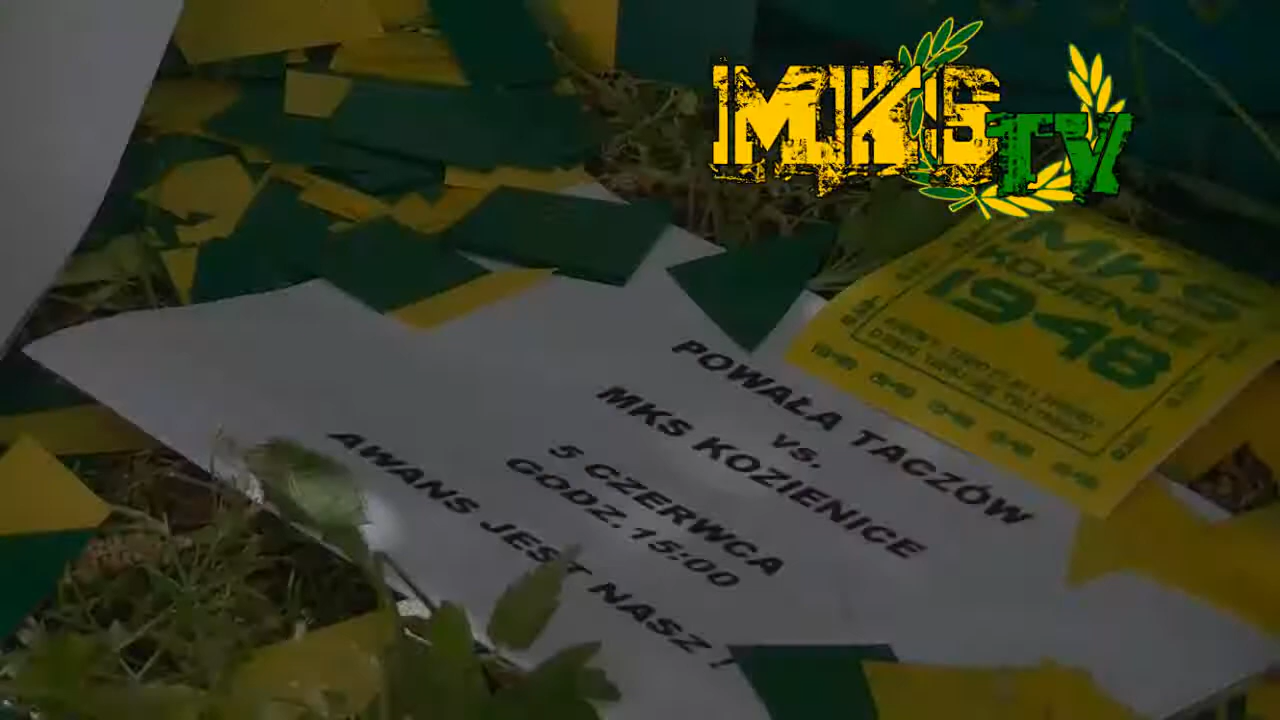 MKS TV
MKS
KOZIENICE
1948
POWAŁA TACZÓW
vs.
MKS KOZIENICE
5 CZERWCA
GODZ.15:00
AWANS JEST NASZ !